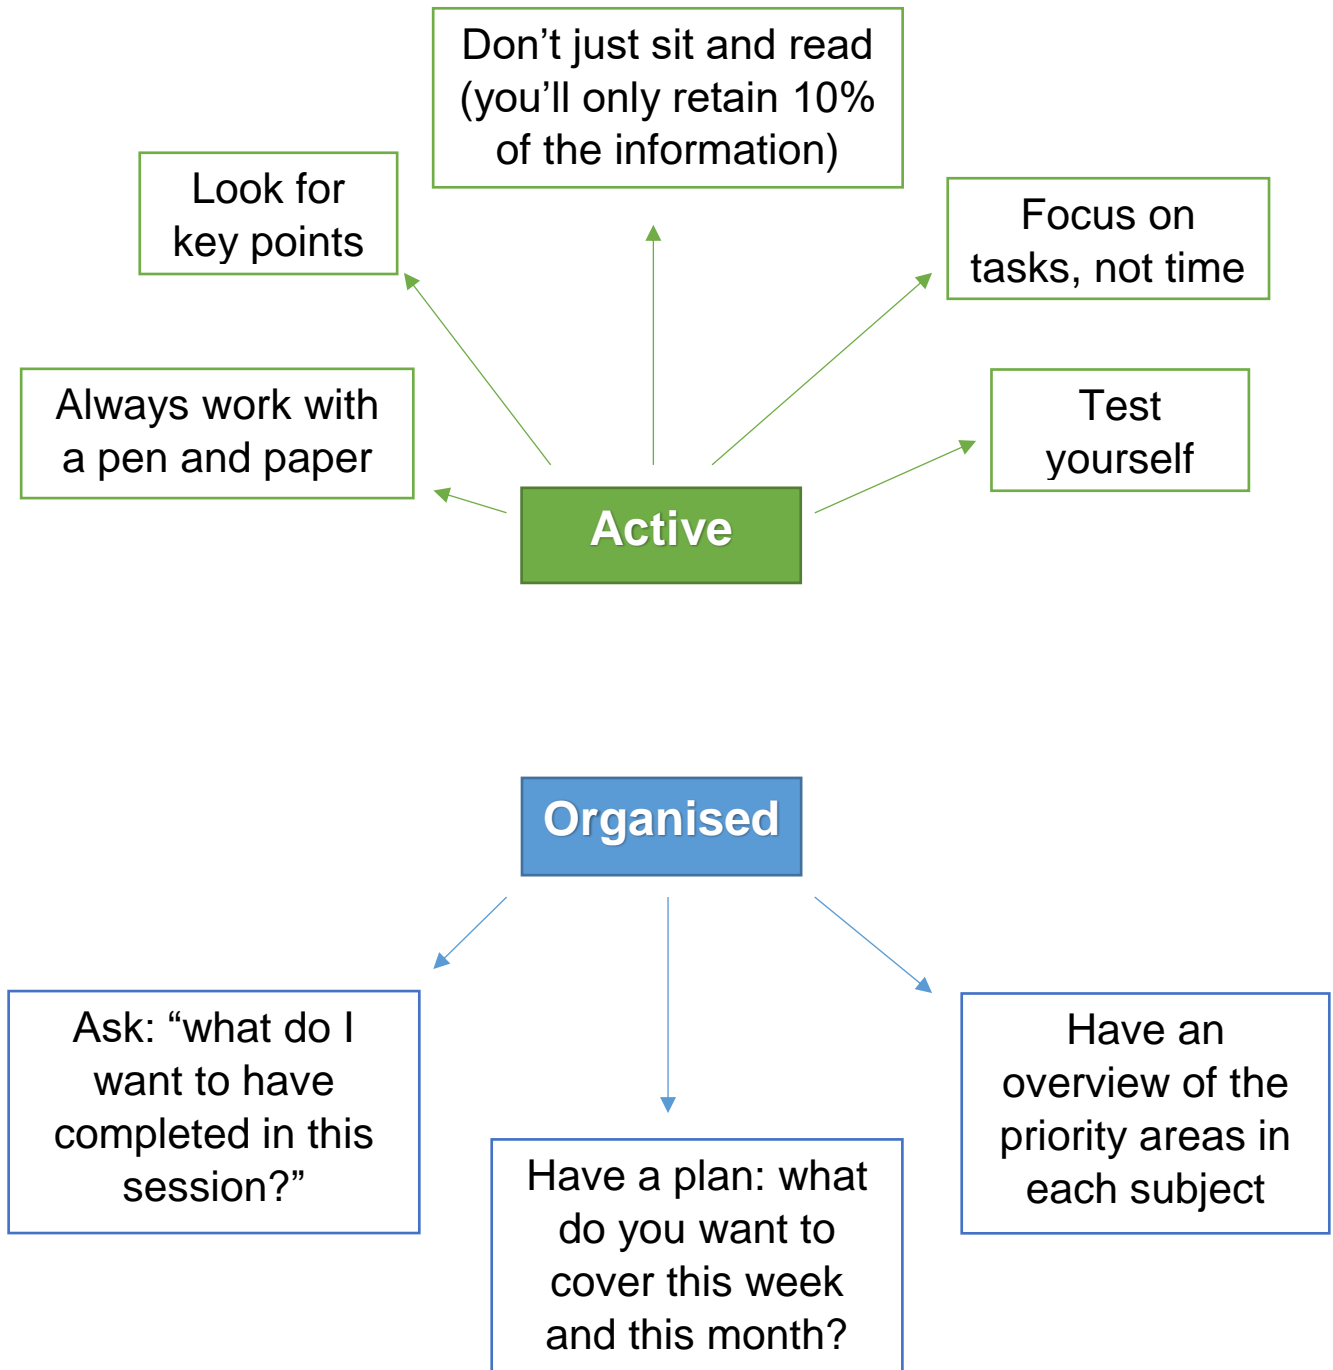 Don’t just sit and read
(you’ll only retain 10%
of the information)
Look for
key points
Focus on
tasks, not time
Always work with
a pen and paper
Test
yourself
Active
Organised
Ask: “what do I
want to have
completed in this
session?”
Have a plan: what
do you want to
cover this week
and this month?
Have an
overview of the
priority areas in
each subject